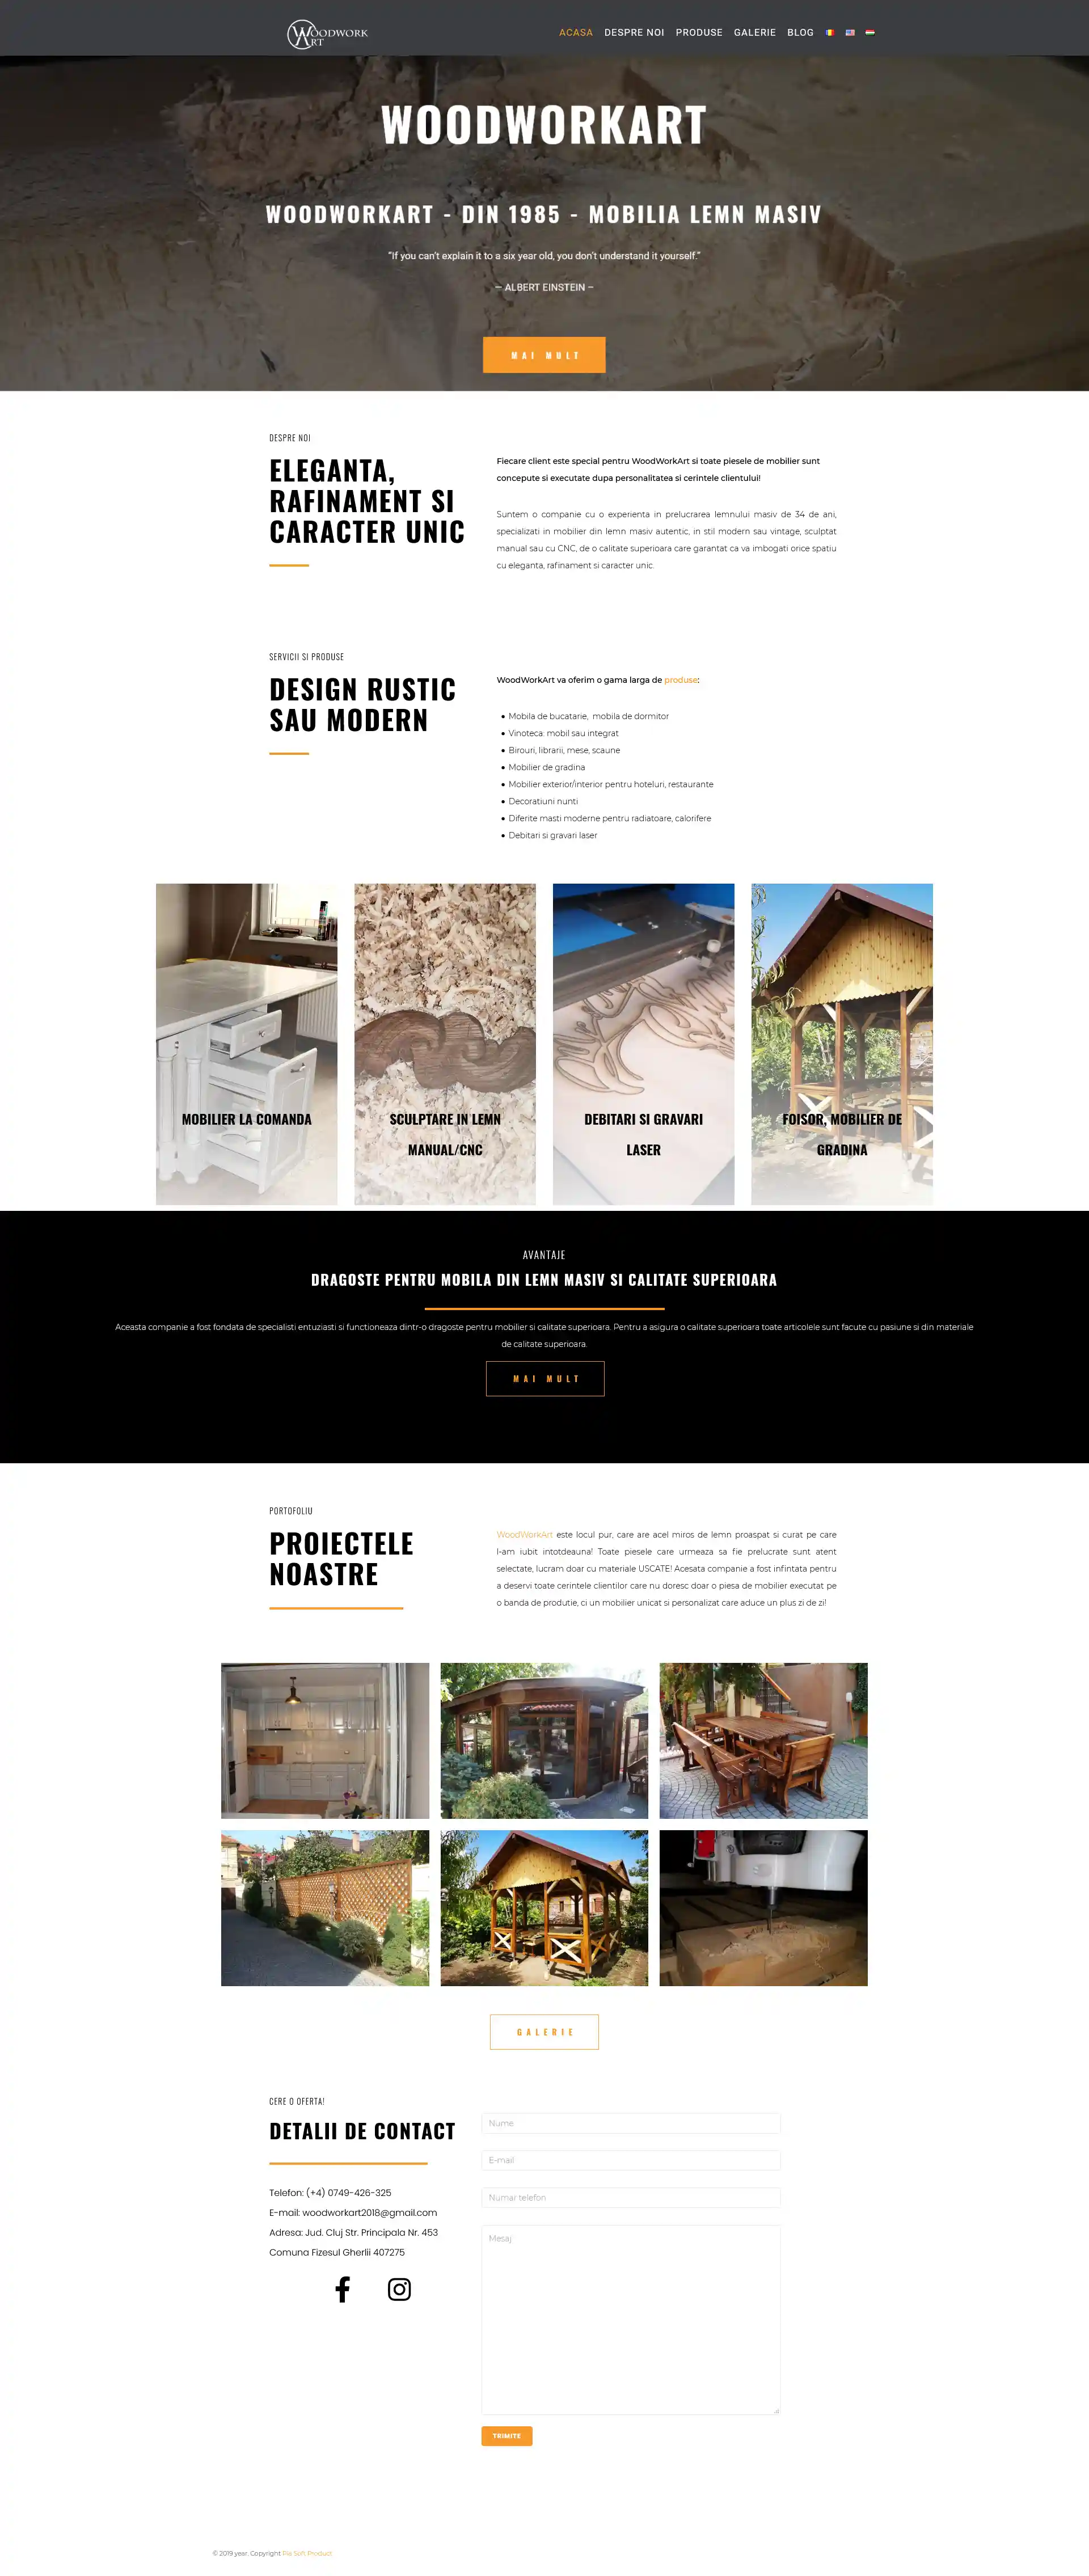 WOODWORK
ART
ACASA DESPRE NOI PRODUSE GALERIE BLOG
WOODWORKART
WOODWORKART - DIN 1985 - MOBILIA LEMN MASIV
“If you can’t explain it to a six year old, you don’t understand it yourself.”
— ALBERT EINSTEIN –
MAI MULT
DESPRE NOI
ELEGANTA,
RAFINAMENT SI
CARACTER UNIC
Fiecare client este special pentru WoodWorkArt si toate piesele de mobilier sunt
concepute si executate dupa personalitatea si cerintele clientului!
Suntem o companie cu o experienta in prelucrarea lemnului masiv de 34 de ani,
specializati in mobilier din lemn masiv autentic, in stil modern sau vintage, sculptat
manual sau cu CNC, de o calitate superioara care garantat ca va imbogati orice spatiu
cu eleganta, rafinament si caracter unic.
SERVICII SI PRODUSE
DESIGN RUSTIC
SAU MODERN
WoodWorkArt va oferim o gama larga de produse:
• Mobila de bucatarie, mobila de dormitor
• Vinoteca: mobil sau integrat
• Birouri, librarii, mese, scaune
• Mobilier de gradina
• Mobilier exterior/interior pentru hoteluri, restaurante
• Decoratiuni nunti
• Diferite masti moderne pentru radiatoare, calorifere
• Debitari si gravari laser
MOBILIER LA COMANDA
SCULPTARE IN LEMN
MANUAL/CNC
DEBITARI SI GRAVARI
LASER
FOISOR, MOBILIER DE
GRADINA
AVANTAJE
DRAGOSTE PENTRU MOBILA DIN LEMN MASIV SI CALITATE SUPERIOARA
Aceasta companie a fost fondata de specialisti entuziasti si functioneaza dintr-o dragoste pentru mobilier si calitate superioara. Pentru a asigura o calitate superioara toate articolele sunt facute cu pasiune si din materiale
de calitate superioara.
MAI MULT
PORTOFOLIU
PROIECTELE
NOASTRE
WoodWorkArt este locul pur, care are acel miros de lemn proaspat si curat pe care
l-am iubit intotdeauna! Toate piesele care urmeaza sa fie prelucrate sunt atent
selectate, lucram doar cu materiale USCATE! Acesata companie a fost infintata pentru
a deservi toate cerintele clientilor care nu doresc doar o piesa de mobilier executat pe
o banda de produtie, ci un mobilier unicat si personalizat care aduce un plus zi de zi!
GALERIE
CERE O OFERTA!
DETALII DE CONTACT
Telefon: (+4) 0749-426-325
E-mail: woodworkart2018@gmail.com
Adresa: Jud. Cluj Str. Principala Nr. 453
Comuna Fizesul Gherlii 407275
Nume
E-mail
Numar telefon
Mesaj
TRIMITE
© 2019 year. Copyright Pla Soft Product